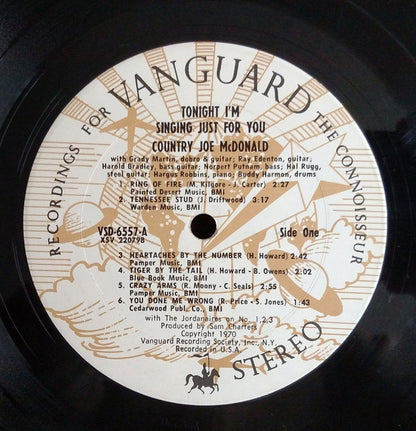 RECORDINGS FOR VANGUARD THE CONNOISSEUR
TONIGHT I'M
SINGING JUST FOR YOU
COUNTRY JOE McDONALD
with Grady Martin, dobro & guitar; Ray Edenton, guitar;
Harold Bradley, bass guitar; Norbert Putnam, bass; Hal Rugg,
steel guitar; Hargus Robbins, piano; Buddy Harmon, drums
1. RING OF FIRE (M. Kilgore - J. Carter) 2:27
Painted Desert Music, BMI
2. TENNESSEE STUD (J. Driftwood) 3:17
Warden Music, BMI
VSD-6557-A Side One
XSV 220798
3. HEARTACHES BY THE NUMBER (H. Howard) 2:42
Pamper Music, BMI
4. TIGER BY THE TAIL (H. Howard - B. Owens) 2:02
Blue Book Music, BMI
5. CRAZY ARMS (R. Moony - C. Seals) 2:55
Pamper Music, BMI
6. YOU DONE ME WRONG (R. Price - S. Jones) 1:43
Cedarwood Publ. Co., BMI
with The Jordanaires on No. 1,2,3
Produced by Sam Charters
Copyright 1970
Vanguard Recording Society, Inc., N.Y.
Recorded in U.S.A.
STEREO